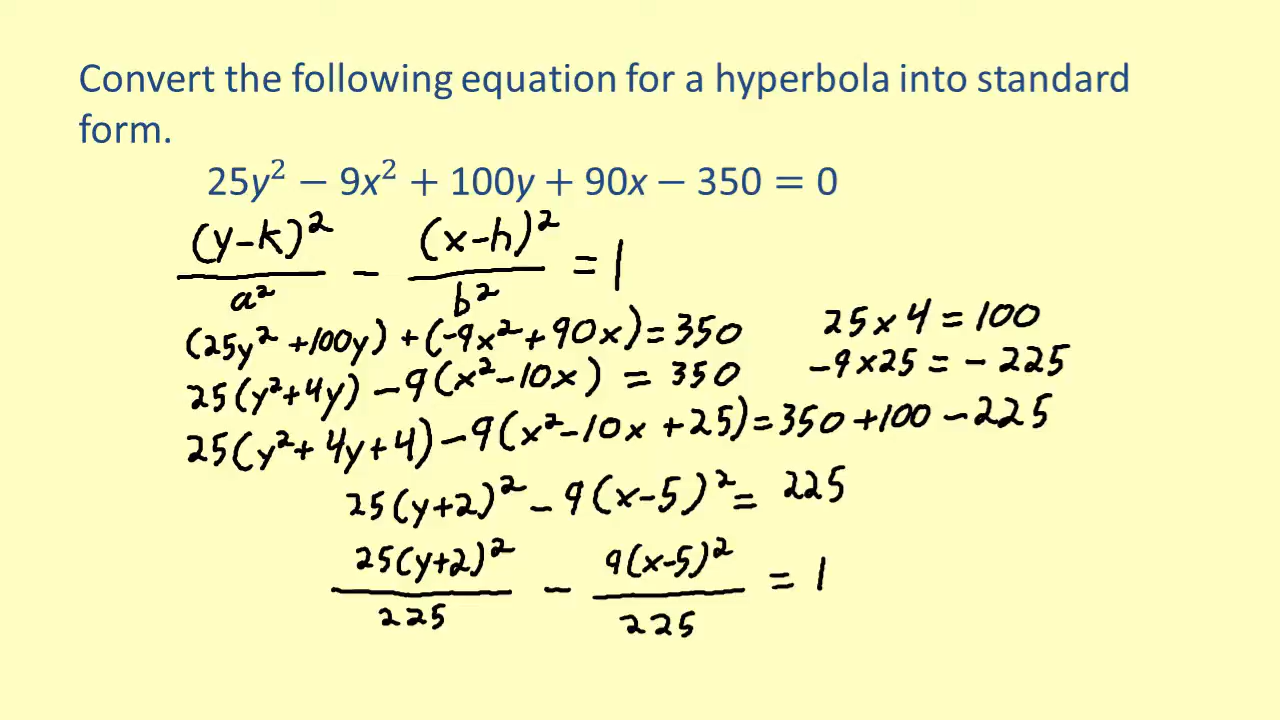 Convert the following equation for a hyperbola into standard
form.
25y² − 9x² + 100y + 90x − 350 = 0
(y-k)²/a² - (x-h)²/b² = 1
(25y² +100y) + (-9x²+90x) = 350
25 x 4 = 100
25(y²+4y) - 9(x²-10x) = 350
-9 x 25 = -225
25(y²+4y+4) - 9(x²-10x+25) = 350 +100 - 225
25(y+2)² - 9(x-5)² = 225
25(y+2)²/225 - 9(x-5)²/225 = 1